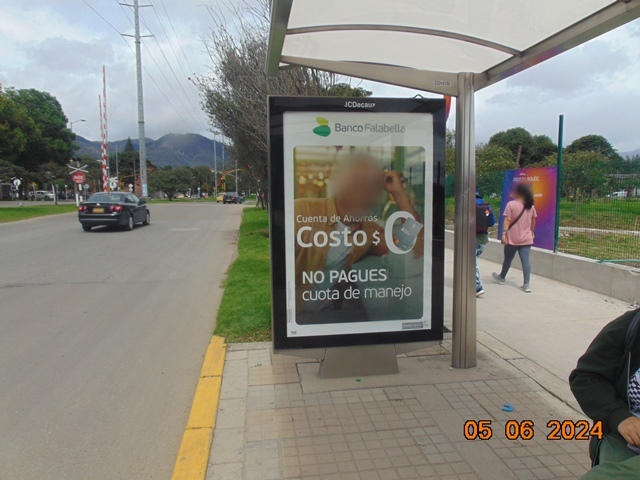 JCDecaux
Banco Falabella
Cuenta de Ahorros
Costo $ 0
NO PAGUES
cuota de manejo
05 06 2024